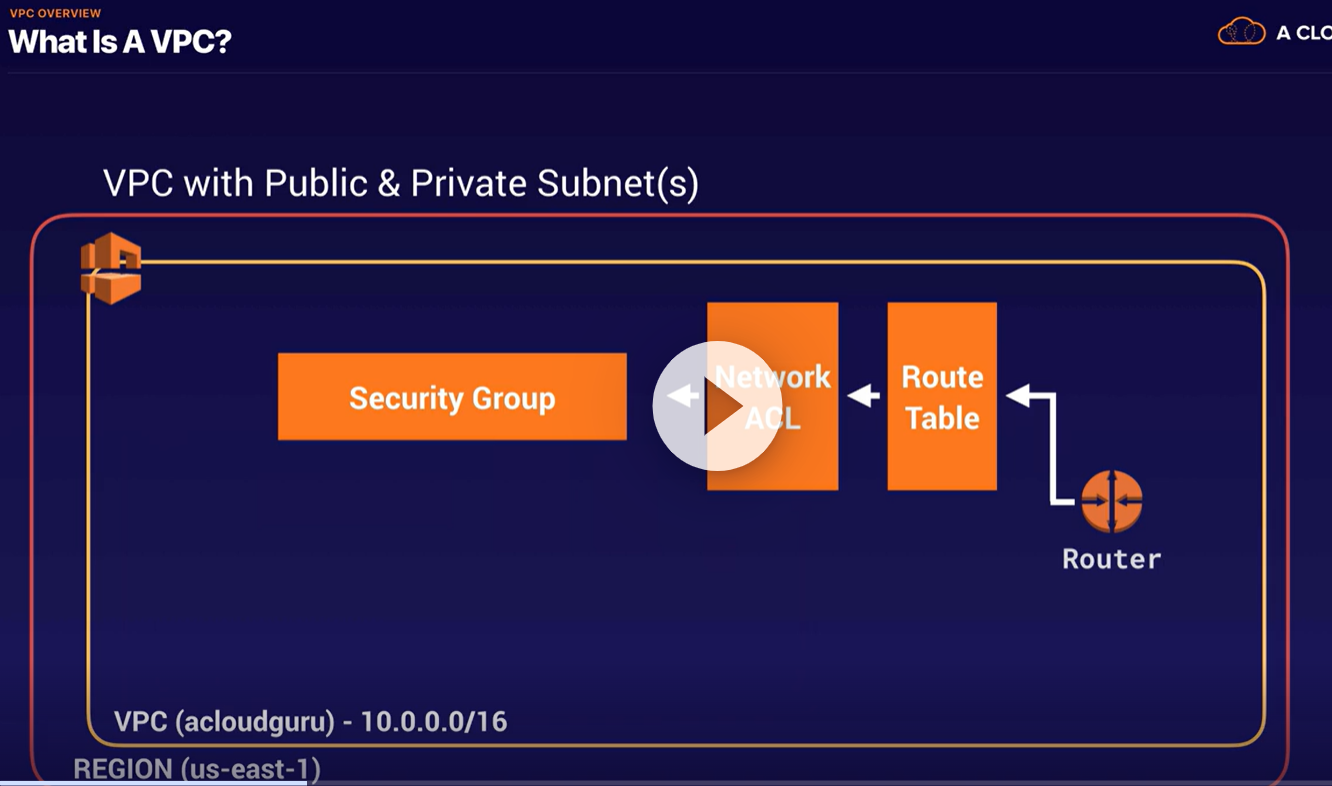 VPC OVERVIEW
What Is A VPC?
A CLO
VPC with Public & Private Subnet(s)
Security Group
Network
ACL
Route
Table
Router
VPC (acloudguru) - 10.0.0.0/16
REGION (us-east-1)